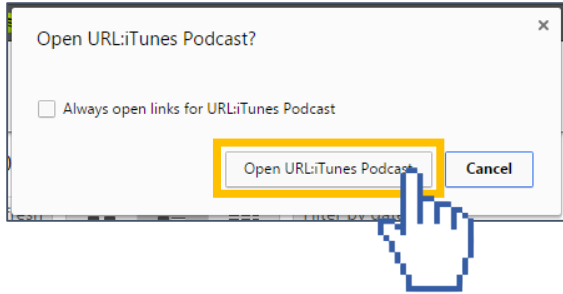 Open URL:iTunes Podcast?
×
Always open links for URL:iTunes Podcast
Open URL:iTunes Podcast
Cancel